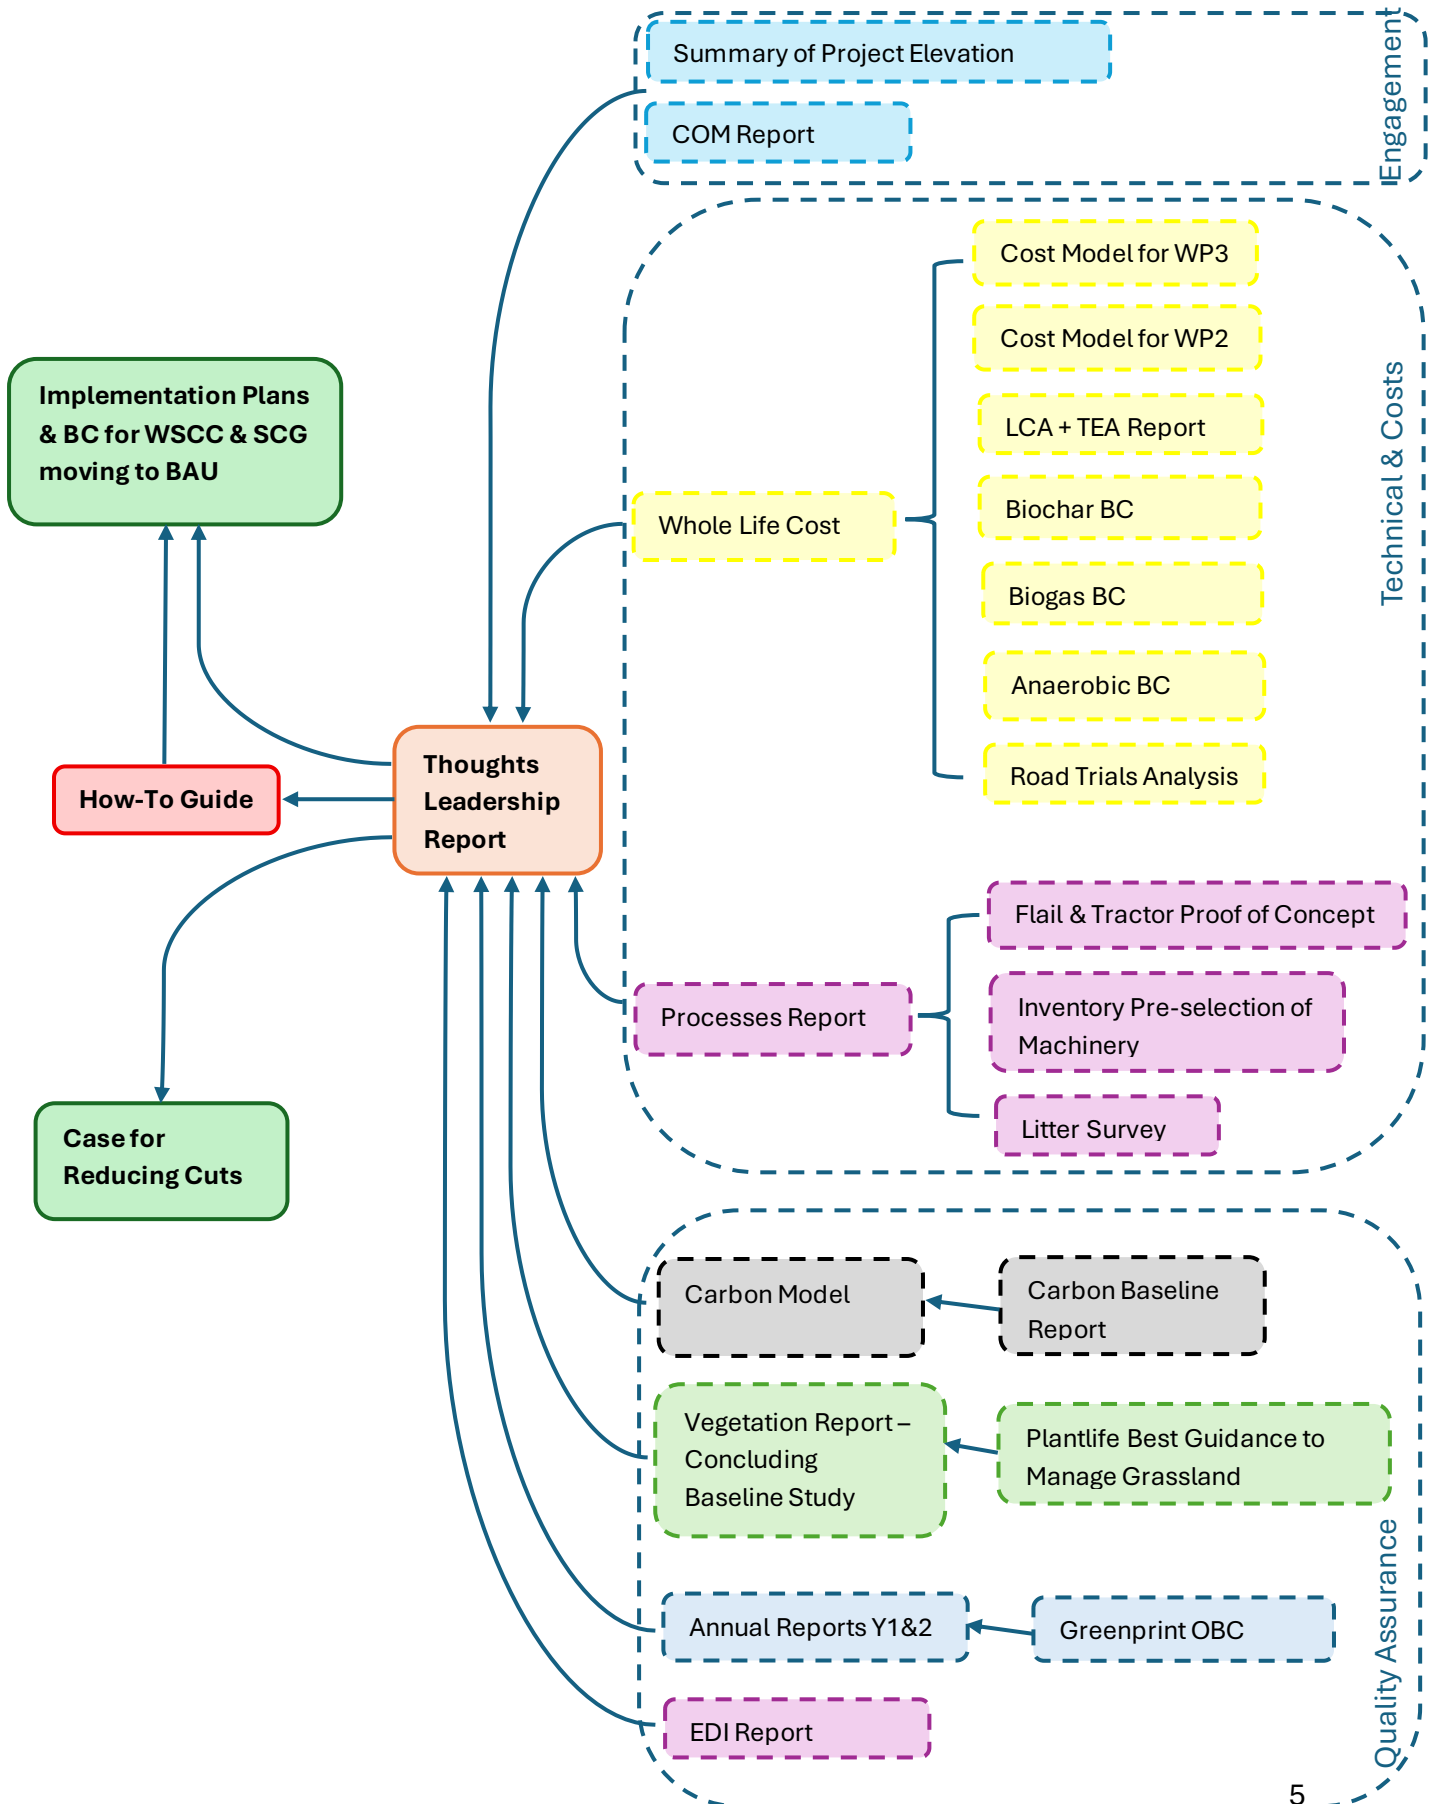 Summary of Project Elevation
COM Report
Engagement
Cost Model for WP3
Cost Model for WP2
LCA + TEA Report
Biochar BC
Biogas BC
Anaerobic BC
Road Trials Analysis
Whole Life Cost
Technical & Costs
Implementation Plans
& BC for WSCC & SCG
moving to BAU
How-To Guide
Thoughts
Leadership
Report
Case for
Reducing Cuts
Processes Report
Flail & Tractor Proof of Concept
Inventory Pre-selection of
Machinery
Litter Survey
Carbon Model
Carbon Baseline
Report
Vegetation Report –
Concluding
Baseline Study
Plantlife Best Guidance to
Manage Grassland
Annual Reports Y1&2
Greenprint OBC
EDI Report
Quality Assurance
5